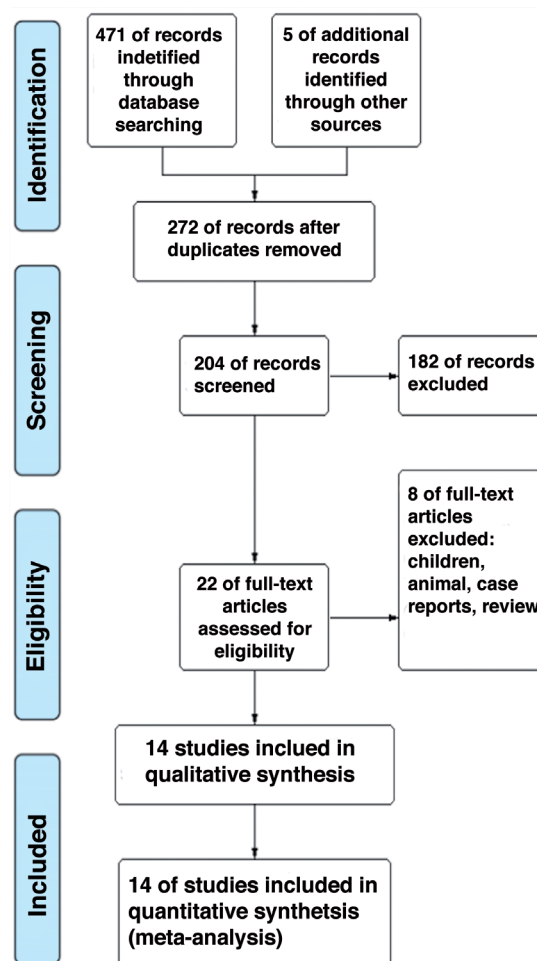 Identification
471 of records
indetified
through
database
searching
5 of additional
records
identified
through other
sources
272 of records after
duplicates removed
Screening
204 of records
screened
182 of records
excluded
Eligibility
22 of full-text
articles
assessed for
eligibility
8 of full-text
articles
excluded:
children,
animal, case
reports, review
Included
14 studies inclued in
qualitative synthesis
14 of studies included in
quantitative synthetsis
(meta-analysis)